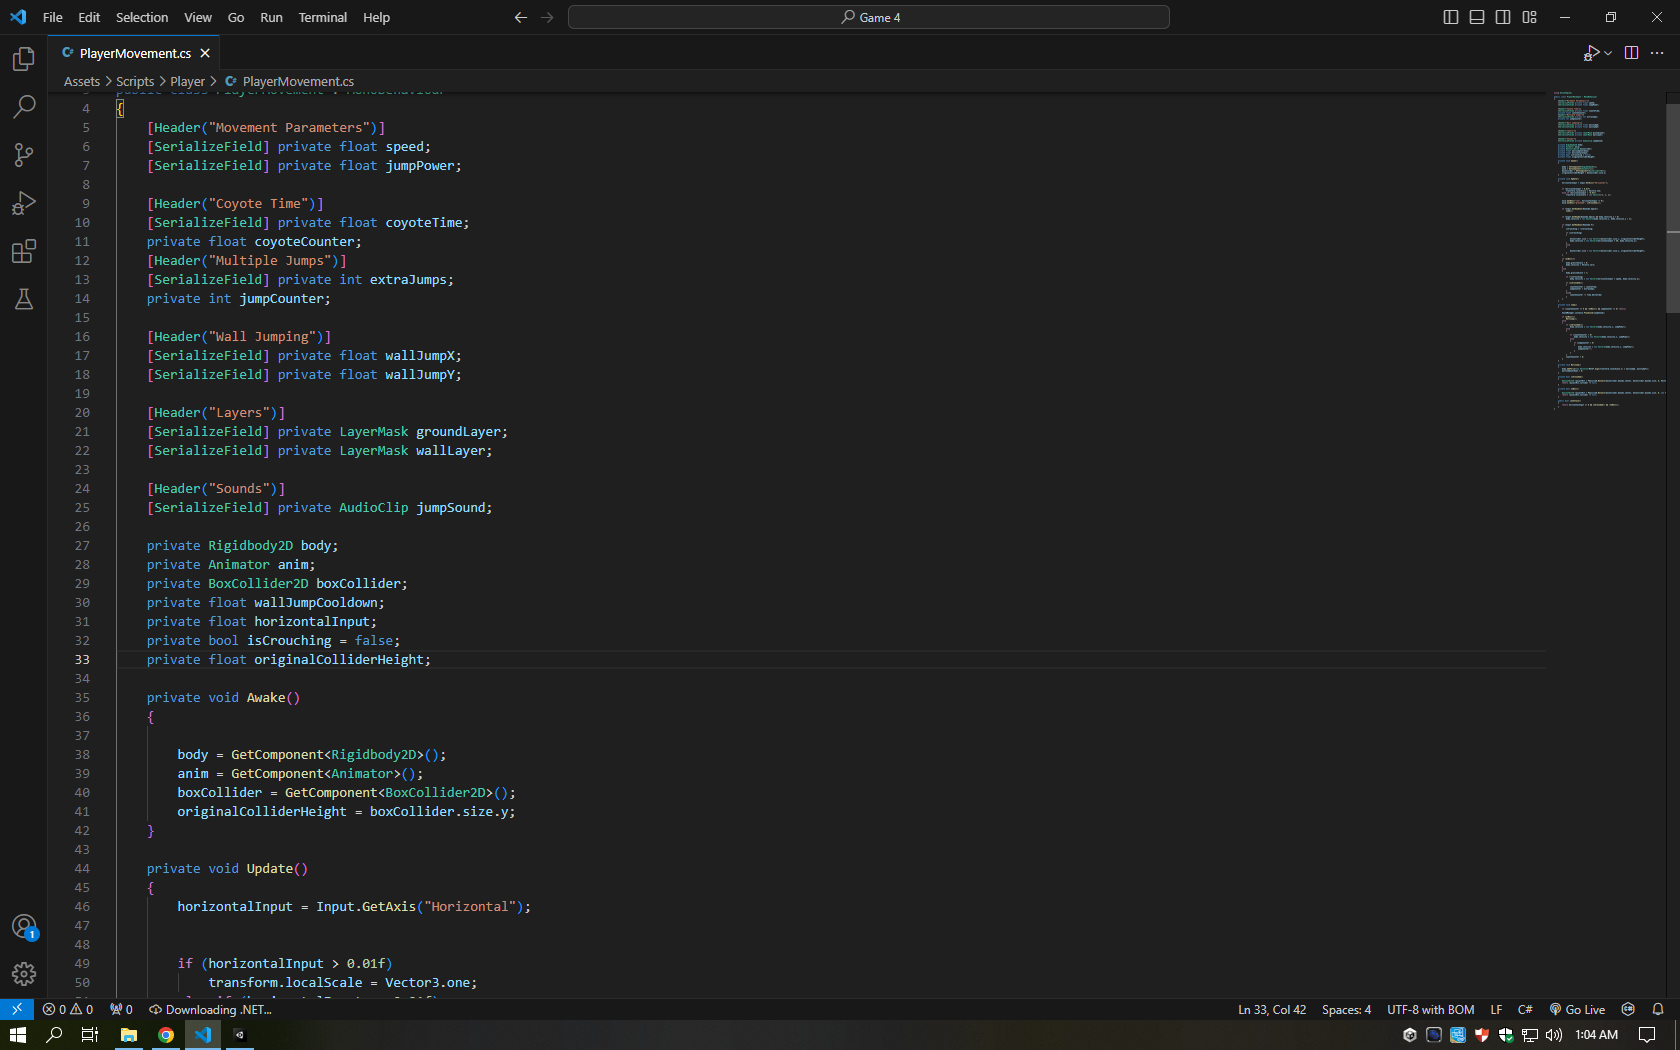 File Edit Selection View Go Run Terminal Help
Game 4
PlayerMovement.cs
Assets > Scripts > Player > PlayerMovement.cs
3 public class PlayerMovement : MonoBehaviour
4 {
5 [Header("Movement Parameters")]
6 [SerializeField] private float speed;
7 [SerializeField] private float jumpPower;
8
9 [Header("Coyote Time")]
10 [SerializeField] private float coyoteTime;
11 private float coyoteCounter;
12 [Header("Multiple Jumps")]
13 [SerializeField] private int extraJumps;
14 private int jumpCounter;
15
16 [Header("Wall Jumping")]
17 [SerializeField] private float wallJumpX;
18 [SerializeField] private float wallJumpY;
19
20 [Header("Layers")]
21 [SerializeField] private LayerMask groundLayer;
22 [SerializeField] private LayerMask wallLayer;
23
24 [Header("Sounds")]
25 [SerializeField] private AudioClip jumpSound;
26
27 private Rigidbody2D body;
28 private Animator anim;
29 private BoxCollider2D boxCollider;
30 private float wallJumpCooldown;
31 private float horizontalInput;
32 private bool isCrouching = false;
33 private float originalColliderHeight;
34
35 private void Awake()
36 {
37
38 body = GetComponent<Rigidbody2D>();
39 anim = GetComponent<Animator>();
40 boxCollider = GetComponent<BoxCollider2D>();
41 originalColliderHeight = boxCollider.size.y;
42 }
43
44 private void Update()
45 {
46 horizontalInput = Input.GetAxis("Horizontal");
47
48
49 if (horizontalInput > 0.01f)
50 transform.localScale = Vector3.one;
1
0 0 0 Downloading .NET... Ln 33, Col 42 Spaces: 4 UTF-8 with BOM LF C# Go Live
1:04 AM